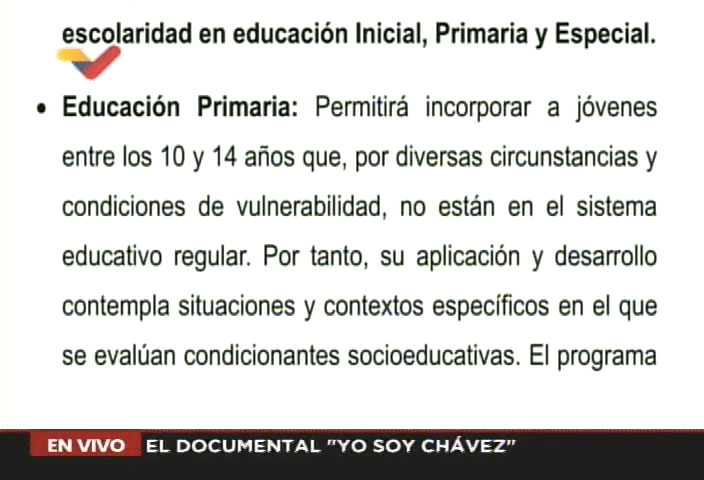 escolaridad en educación Inicial, Primaria y Especial.
• Educación Primaria: Permitirá incorporar a jóvenes
entre los 10 y 14 años que, por diversas circunstancias y
condiciones de vulnerabilidad, no están en el sistema
educativo regular. Por tanto, su aplicación y desarrollo
contempla situaciones y contextos específicos en el que
se evalúan condicionantes socioeducativas. El programa
EN VIVO EL DOCUMENTAL "YO SOY CHÁVEZ"